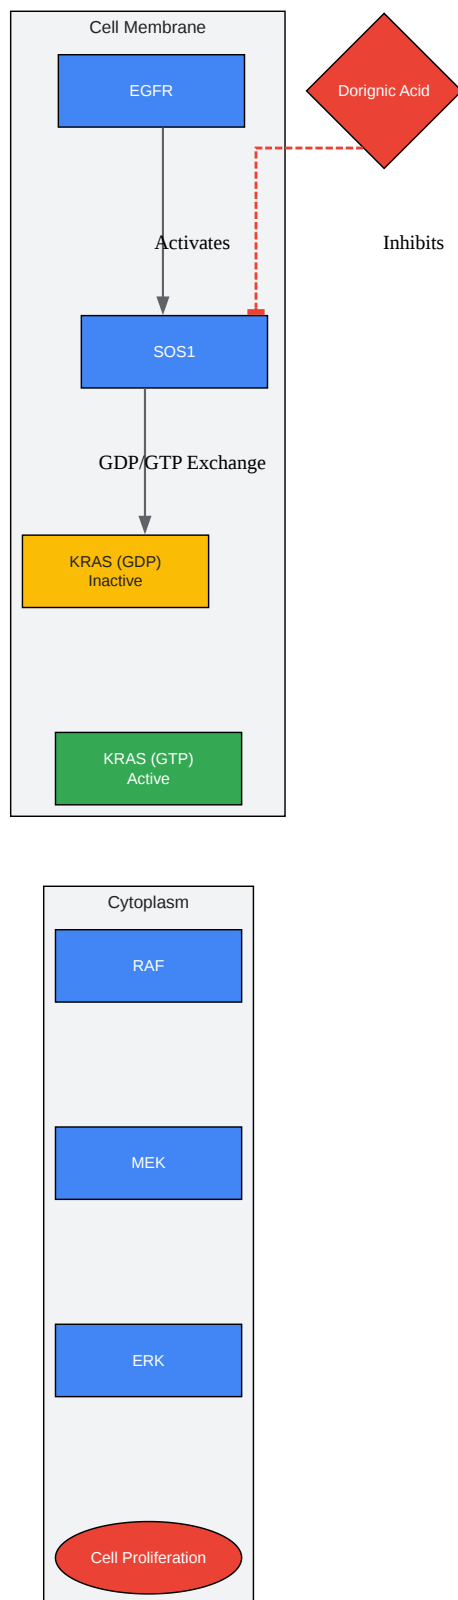 Cell Membrane
EGFR
Dorignic Acid
Activates
Inhibits
SOS1
GDP/GTP Exchange
KRAS (GDP)
Inactive
KRAS (GTP)
Active
Cytoplasm
RAF
MEK
ERK
Cell Proliferation